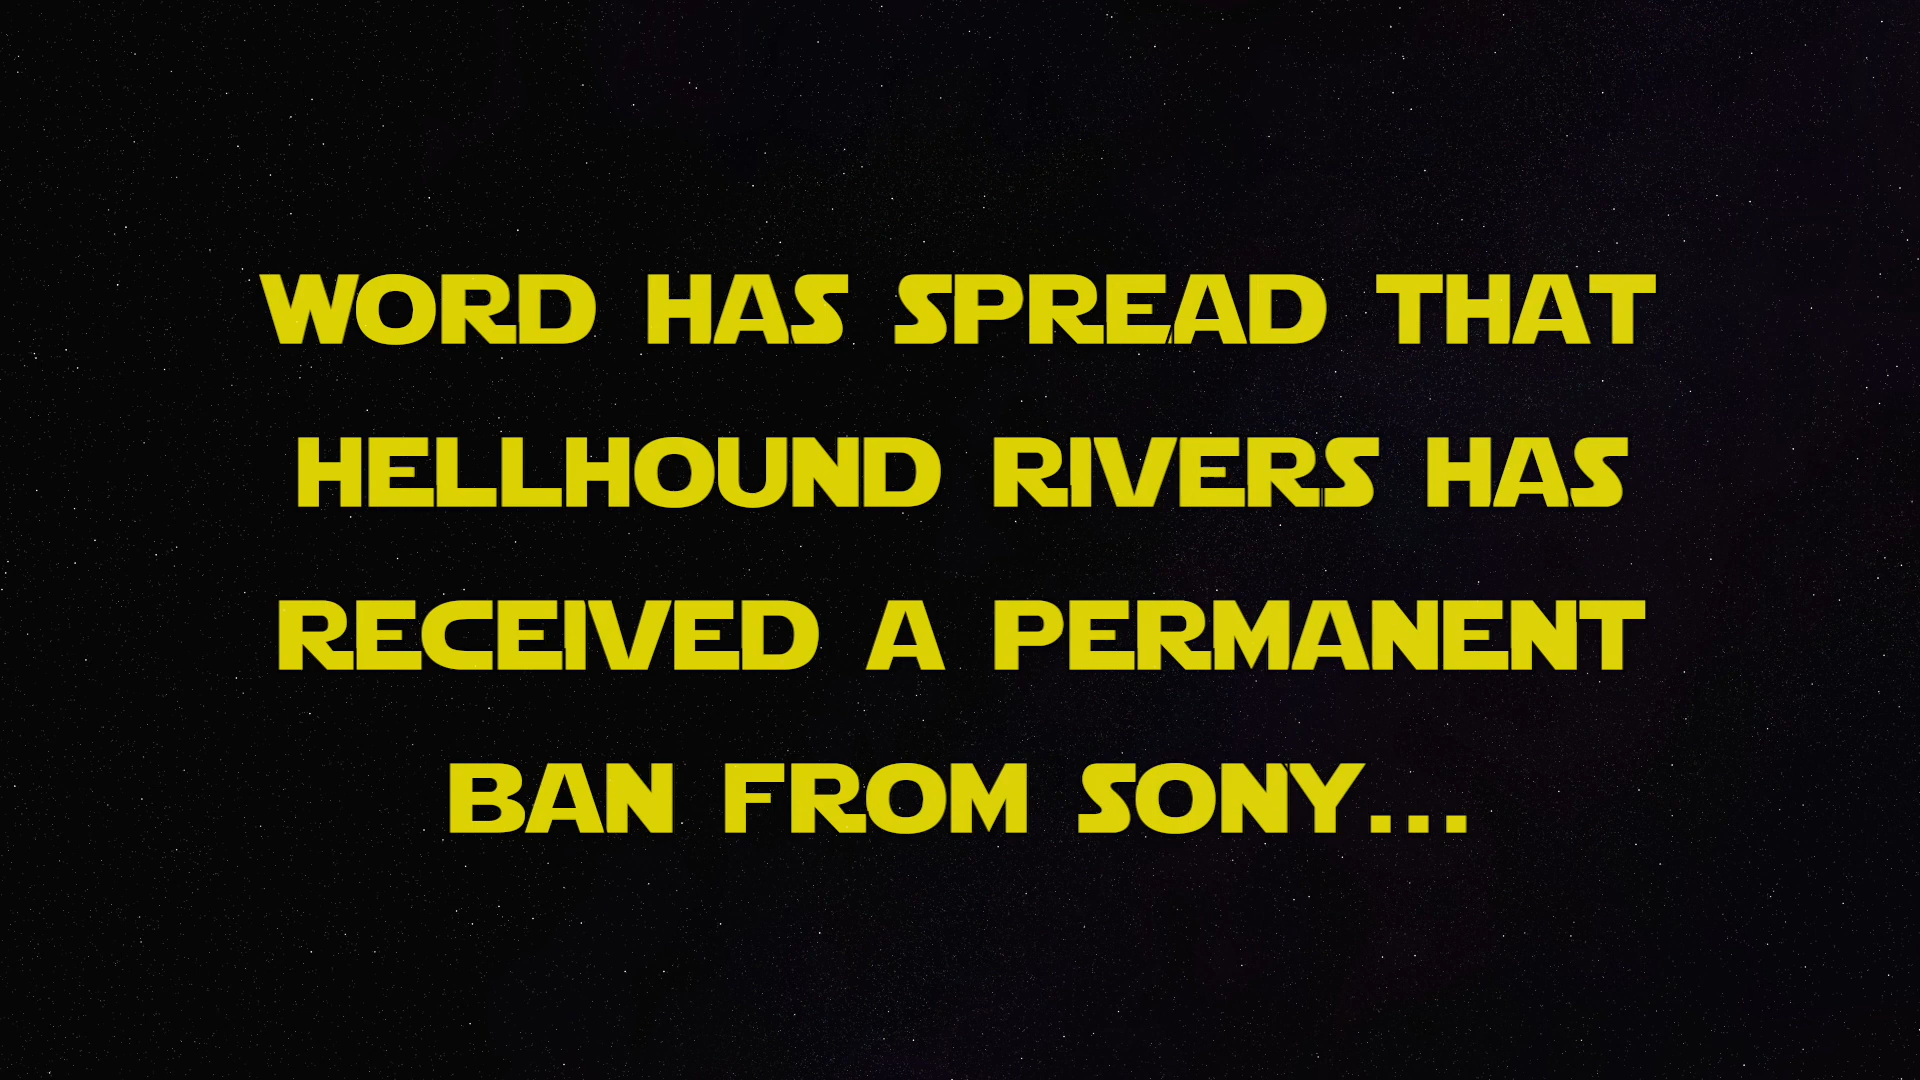 WORD HAS SPREAD THAT
HELLHOUND RIVERS HAS
RECEIVED A PERMANENT
BAN FROM SONY...